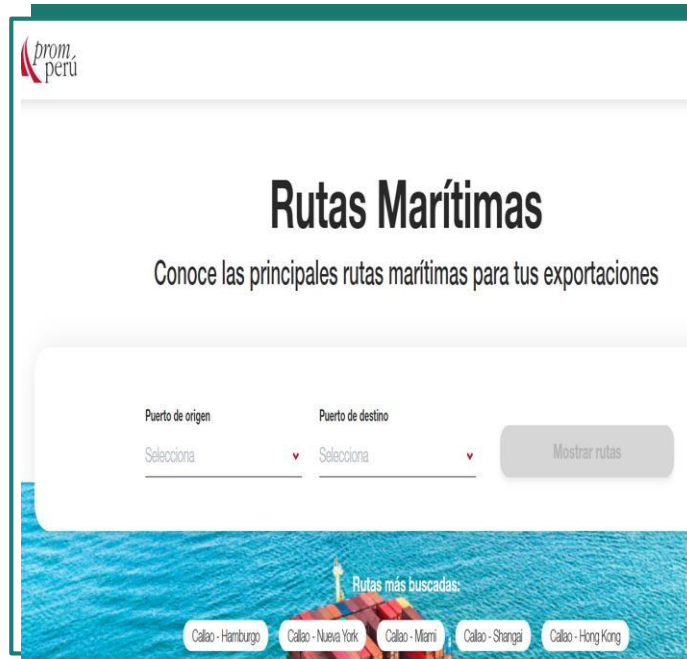 prom
perú
Rutas Marítimas
Conoce las principales rutas marítimas para tus exportaciones
Puerto de origen Puerto de destino
Selecciona Selecciona Mostrar rutas
Rutas más buscadas:
Callao - Hamburgo Callao - Nueva York Callao - Miami Callao - Shangai Callao - Hong Kong